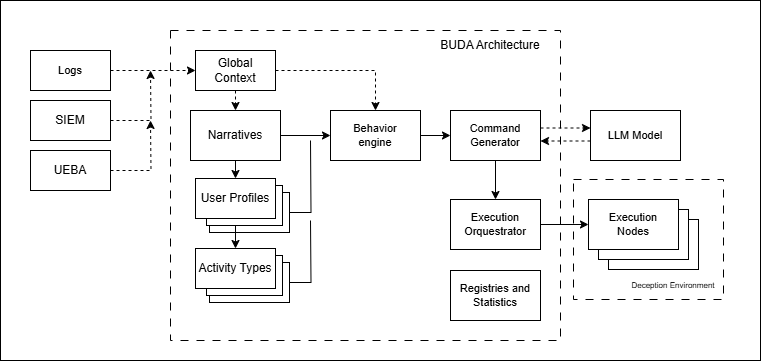 BUDA Architecture
Logs
Global
Context
SIEM
Narratives
Behavior
engine
Command
Generator
LLM Model
UEBA
User Profiles
Execution
Orquestrator
Execution
Nodes
Activity Types
Registries and
Statistics
Deception Environment